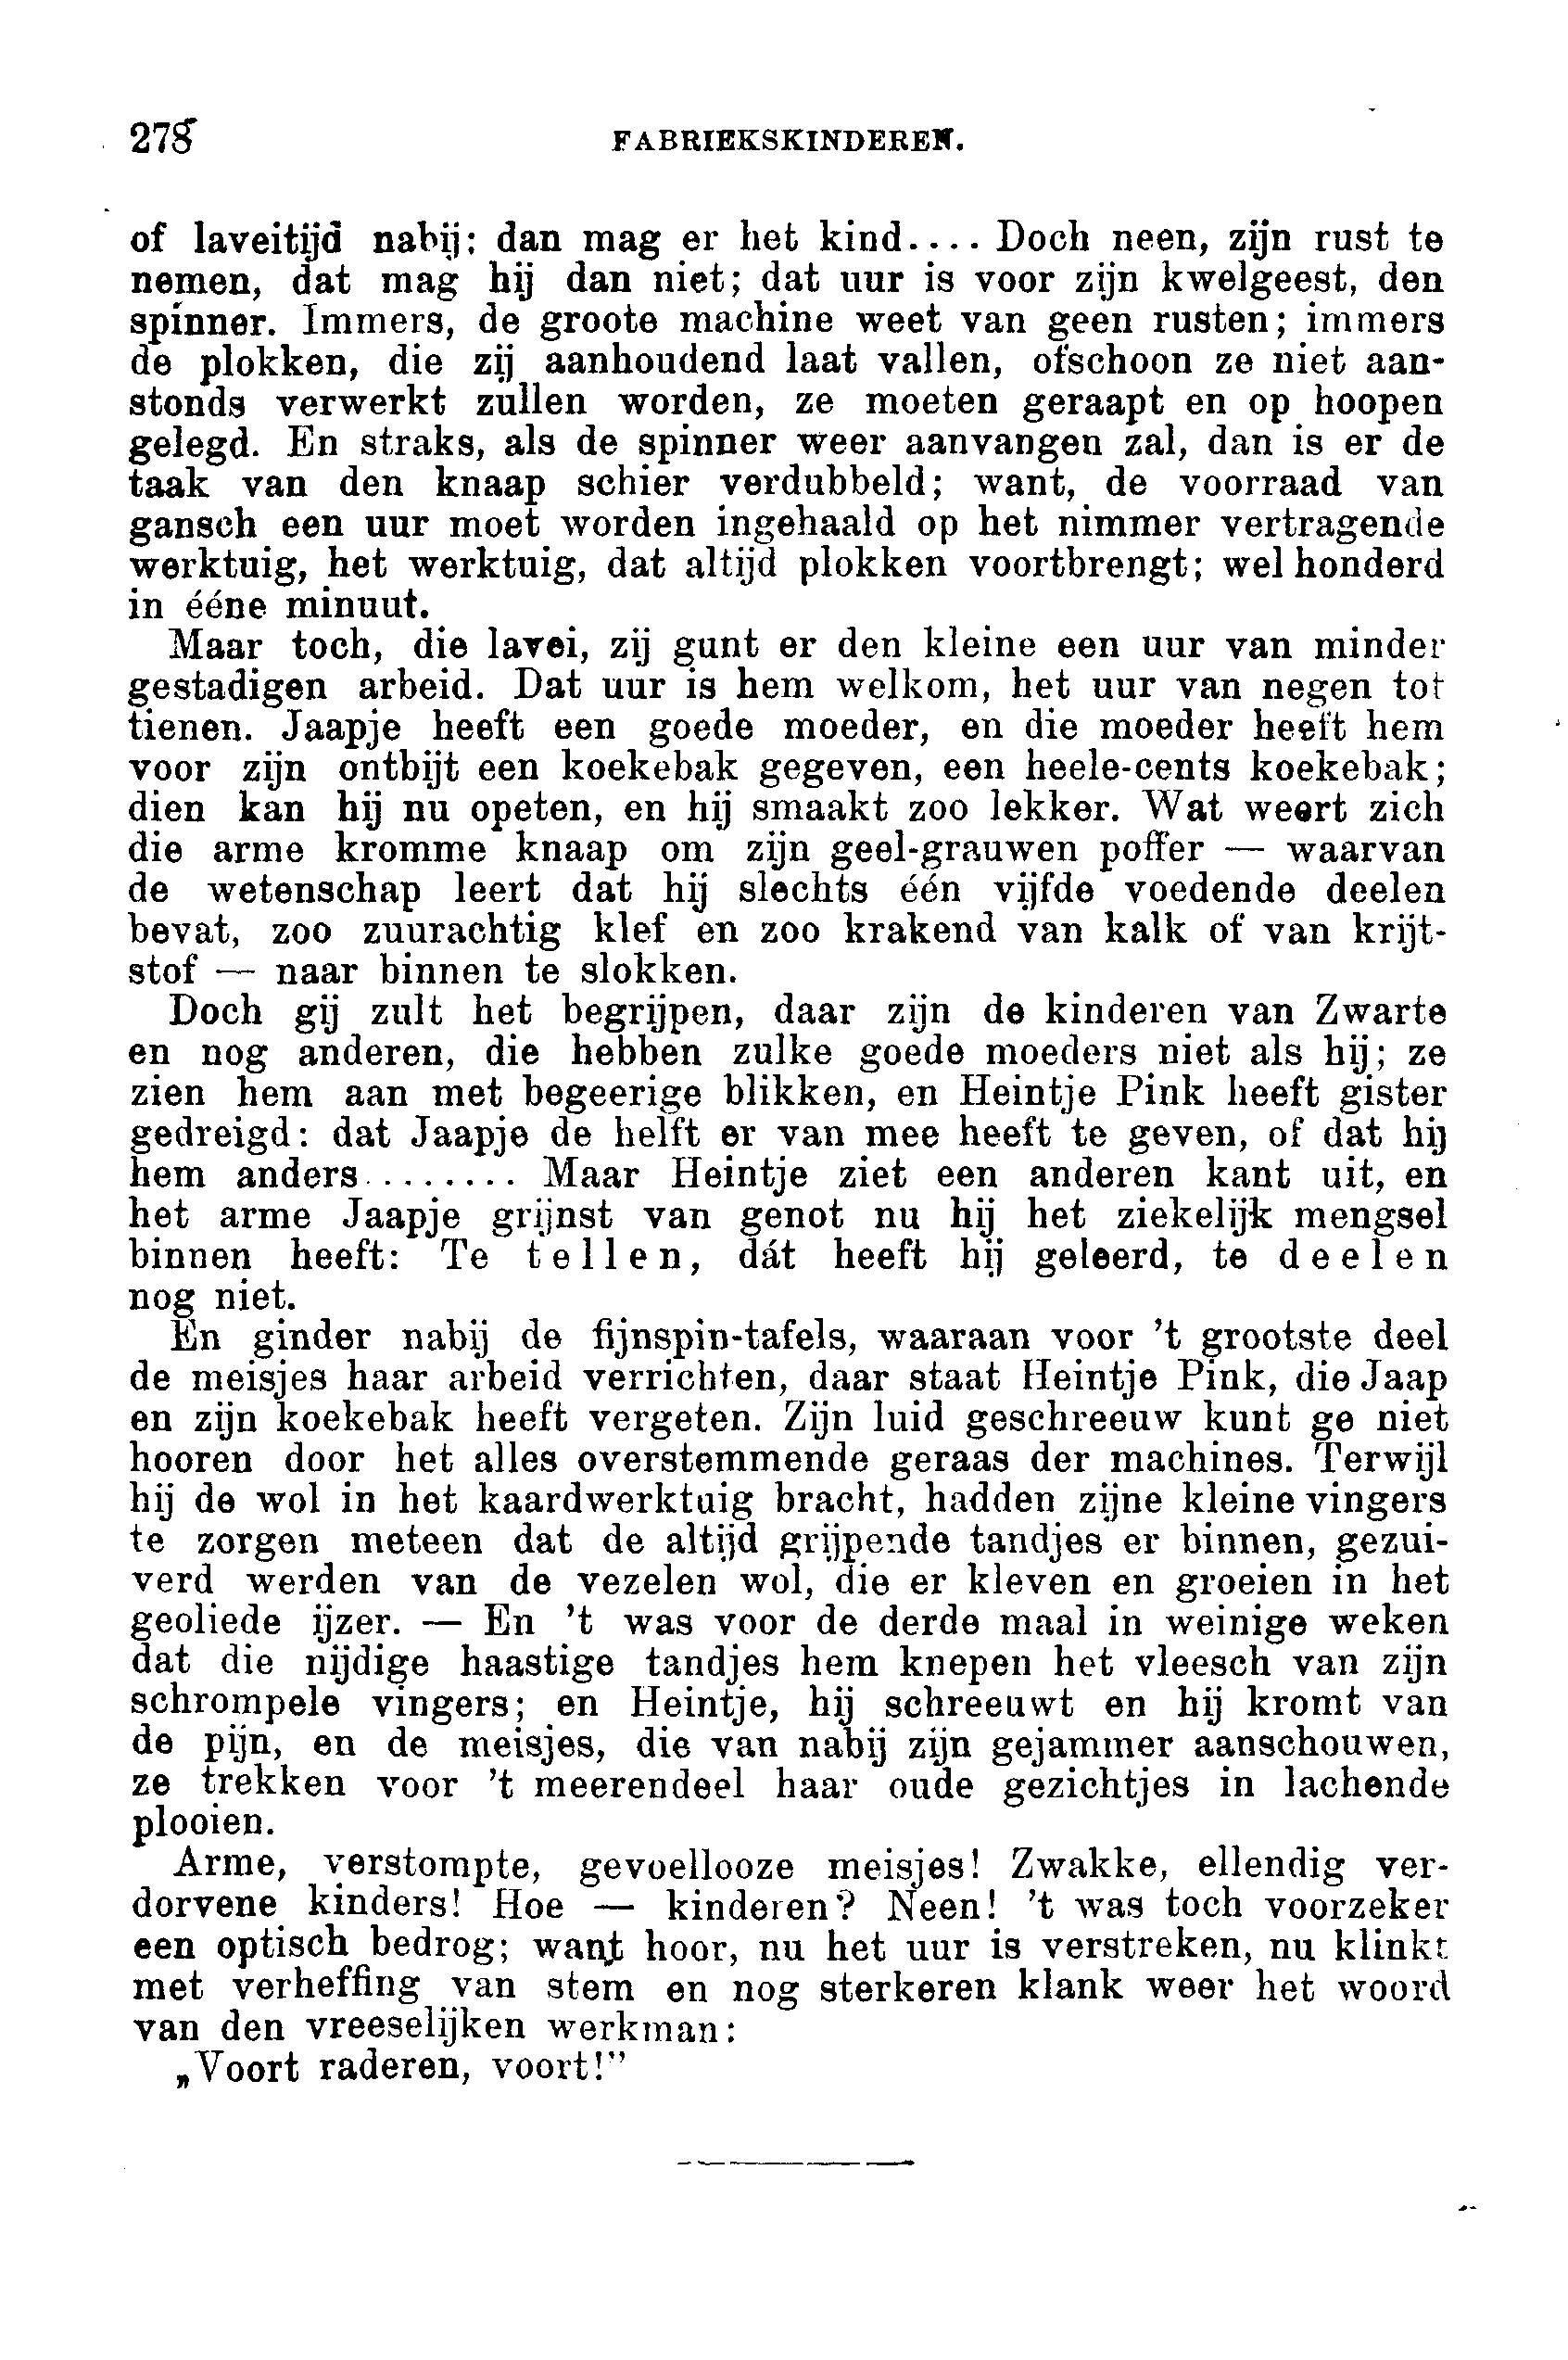 278
FABRIEKSKINDEREN.
of laveitijd nabij; dan mag er het kind.... Doch neen, zijn rust te
nemen, dat mag hij dan niet; dat uur is voor zijn kwelgeest, den
spinner. Immers, de groote machine weet van geen rusten; immers
de plokken, die zij aanhoudend laat vallen, ofschoon ze niet aan-
stonds verwerkt zullen worden, ze moeten geraapt en op hoopen
gelegd. En straks, als de spinner weer aanvangen zal, dan is er de
taak van den knaap schier verdubbeld; want, de voorraad van
gansch een uur moet worden ingehaald op het nimmer vertragende
werktuig, het werktuig, dat altijd plokken voortbrengt; wel honderd
in ééne minuut.
Maar toch, die lavei, zij gunt er den kleine een uur van minder
gestadigen arbeid. Dat uur is hem welkom, het uur van negen tot
tienen. Jaapje heeft een goede moeder, en die moeder heeft hem
voor zijn ontbijt een koekebak gegeven, een heele-cents koekebak;
dien kan hij nu opeten, en hij smaakt zoo lekker. Wat weert zich
die arme kromme knaap om zijn geel-grauwen poffer — waarvan
de wetenschap leert dat hij slechts één vijfde voedende deelen
bevat, zoo zuurachtig klef en zoo krakend van kalk of van krijt-
stof — naar binnen te slokken.
Doch gij zult het begrijpen, daar zijn de kinderen van Zwarte
en nog anderen, die hebben zulke goede moeders niet als hij; ze
zien hem aan met begeerige blikken, en Heintje Pink heeft gister
gedreigd: dat Jaapje de helft er van mee heeft te geven, of dat hij
hem anders........ Maar Heintje ziet een anderen kant uit, en
het arme Jaapje grijnst van genot nu hij het ziekelijk mengsel
binnen heeft: Te tellen, dát heeft hij geleerd, te deelen
nog niet.
En ginder nabij de fijnspin-tafels, waaraan voor 't grootste deel
de meisjes haar arbeid verrichten, daar staat Heintje Pink, die Jaap
en zijn koekebak heeft vergeten. Zijn luid geschreeuw kunt ge niet
hooren door het alles overstemmende geraas der machines. Terwijl
hij de wol in het kaardwerktuig bracht, hadden zijne kleine vingers
te zorgen meteen dat de altijd grijpende tandjes er binnen, gezui-
verd werden van de vezelen wol, die er kleven en groeien in het
geoliede ijzer. — En 't was voor de derde maal in weinige weken
dat die nijdige haastige tandjes hem knepen het vleesch van zijn
schrompele vingers; en Heintje, hij schreeuwt en hij kromt van
de pijn, en de meisjes, die van nabij zijn gejammer aanschouwen,
ze trekken voor 't meerendeel haar oude gezichtjes in lachende
plooien.
Arme, verstompte, gevoellooze meisjes! Zwakke, ellendig ver-
dorvene kinders! Hoe — kinderen? Neen! 't was toch voorzeker
een optisch bedrog; want hoor, nu het uur is verstreken, nu klinkt
met verheffing van stem en nog sterkeren klank weer het woord
van den vreeselijken werkman:
„Voort raderen, voort!”